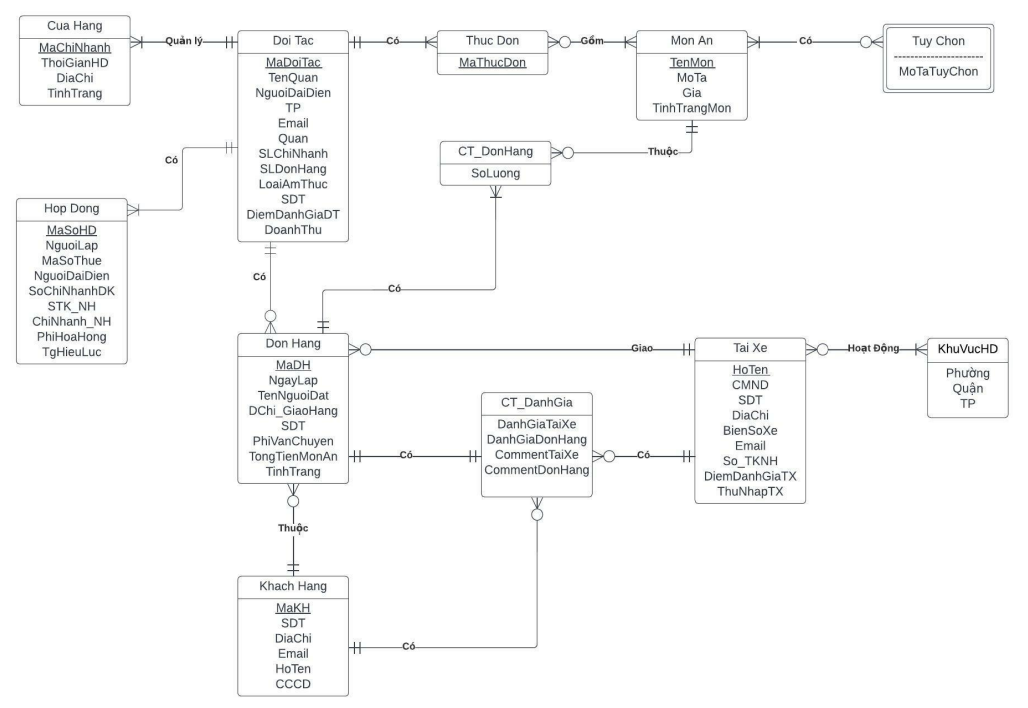 Cua Hang
MaChiNhanh
ThoiGianHD
DiaChi
TinhTrang
Quản lý
Doi Tac
MaDoiTac
TenQuan
NguoiDaiDien
TP
Email
Quan
SLChiNhanh
SLDonHang
LoaiAmThuc
SDT
DiemDanhGiaDT
DoanhThu
Có
Thuc Don
MaThucDon
Gồm
Mon An
TenMon
MoTa
Gia
TinhTrangMon
Có
Tuy Chon
MoTaTuyChon
Có
CT_DonHang
SoLuong
Thuộc
Hop Dong
MaSoHD
NguoiLap
MaSoThue
NguoiDaiDien
SoChiNhanhDK
STK_NH
ChiNhanh_NH
PhiHoaHong
TgHieuLuc
Có
Có
Don Hang
MaDH
NgayLap
TenNguoiDat
DChi_GiaoHang
SDT
PhiVanChuyen
TongTienMonAn
TinhTrang
Giao
Tai Xe
HoTen
CMND
SDT
DiaChi
BienSoXe
Email
So_TKNH
DiemDanhGiaTX
ThuNhapTX
Hoạt Động
KhuVucHD
Phường
Quận
TP
CT_DanhGia
DanhGiaTaiXe
DanhGiaDonHang
CommentTaiXe
CommentDonHang
Có
Có
Thuộc
Khach Hang
MaKH
SDT
DiaChi
Email
HoTen
CCCD
Có